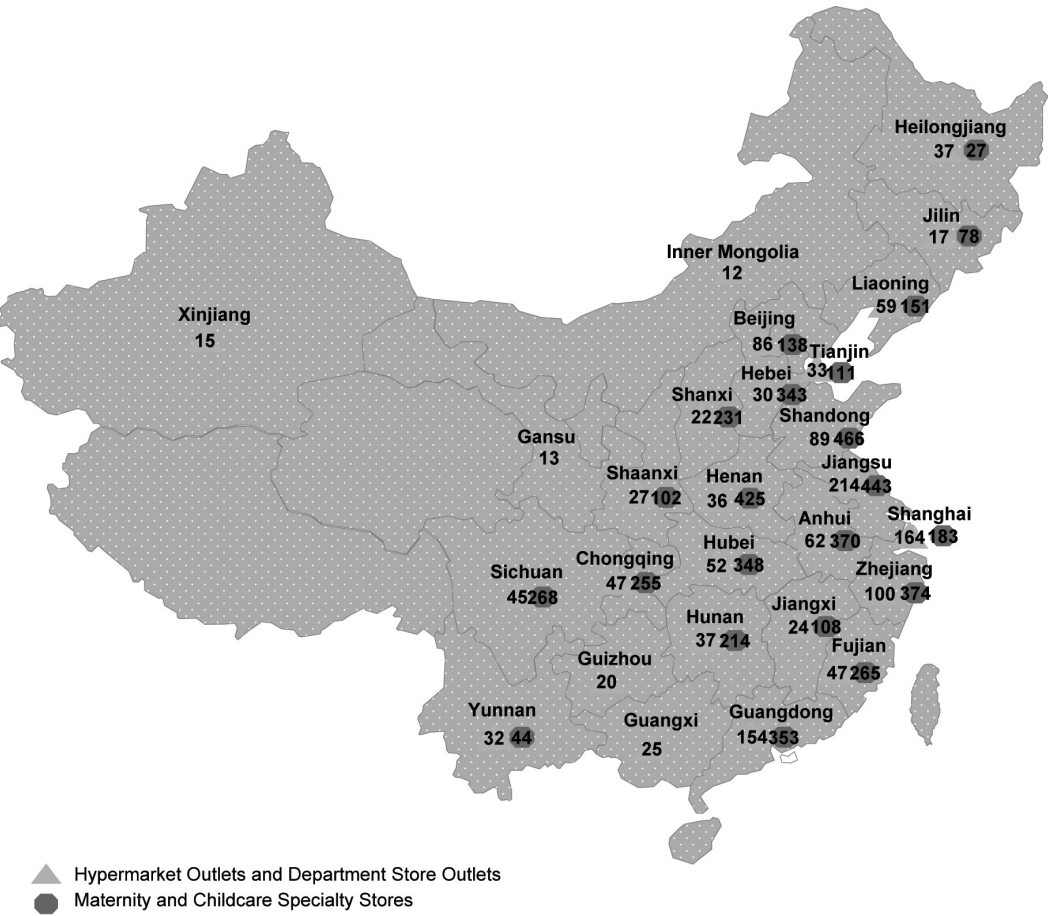 Heilongjiang
37 27
Jilin
17 78
Inner Mongolia
12
Liaoning
59 151
Xinjiang
15
Beijing
86 138
Tianjin
33 111
Hebei
30 343
Shanxi
22 231
Shandong
89 466
Gansu
13
Jiangsu
214 443
Shaanxi
27 102
Henan
36 425
Shanghai
164 183
Anhui
62 370
Hubei
52 348
Chongqing
47 255
Sichuan
45 268
Zhejiang
100 374
Jiangxi
24 108
Hunan
37 214
Fujian
47 265
Guizhou
20
Yunnan
32 44
Guangxi
25
Guangdong
154 353
Hypermarket Outlets and Department Store Outlets
Maternity and Childcare Specialty Stores